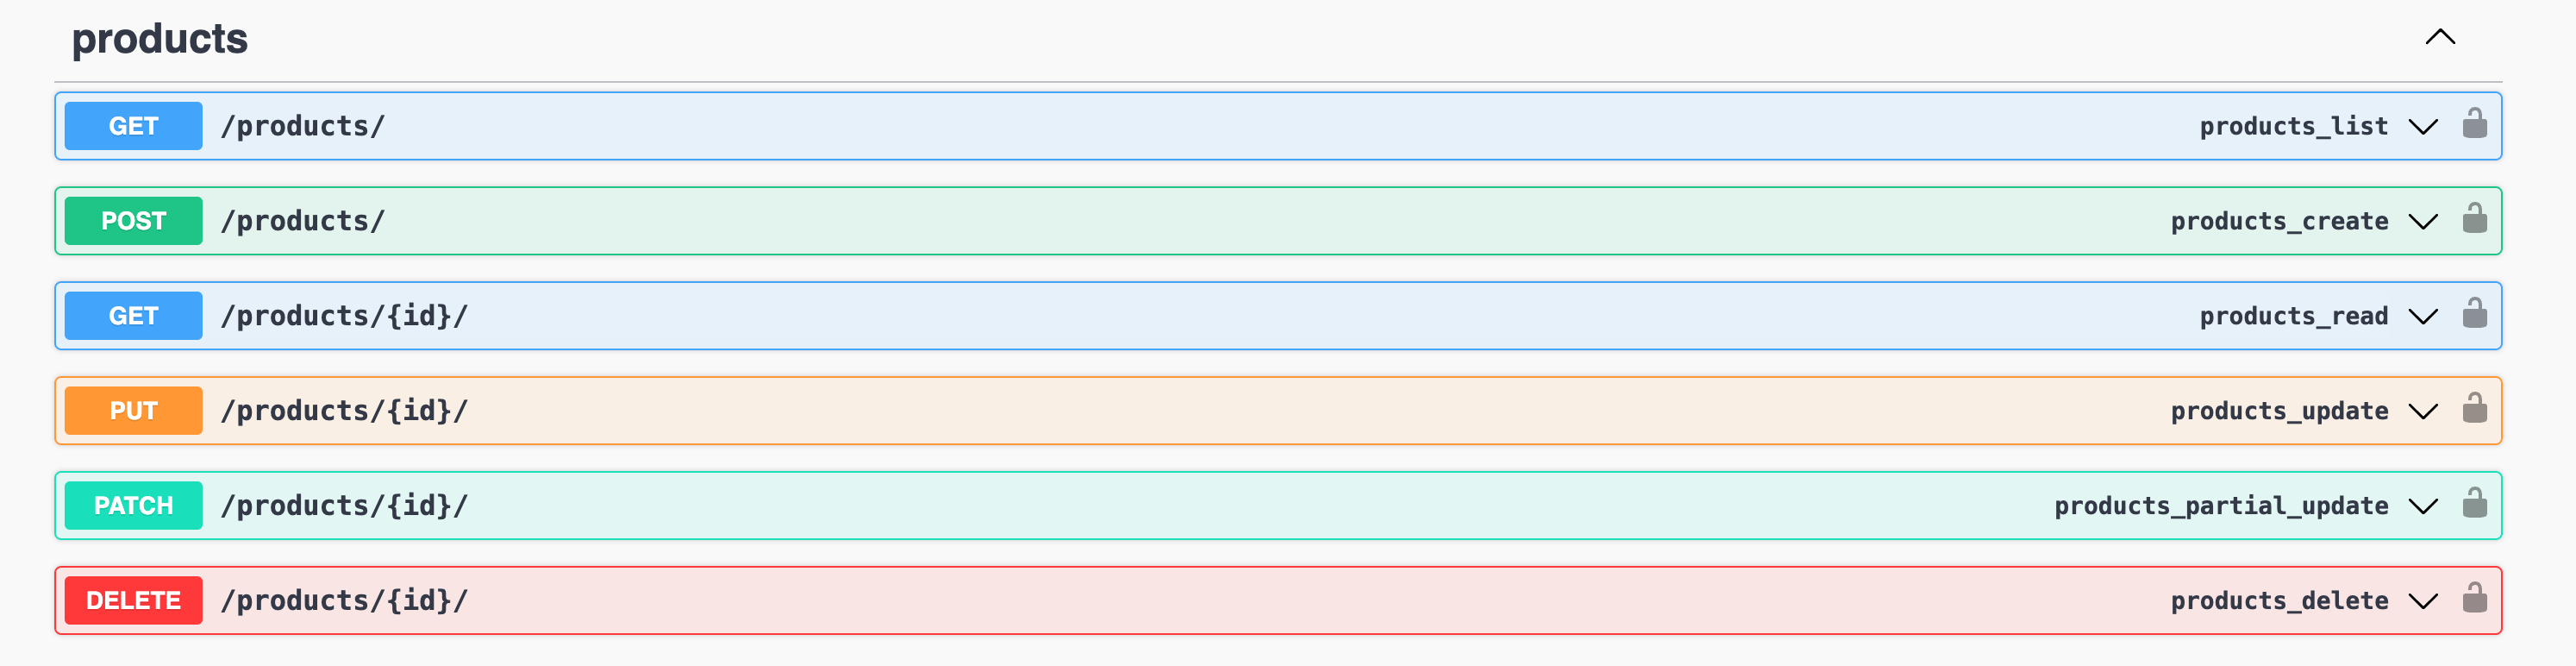 products
GET /products/ products_list
POST /products/ products_create
GET /products/{id}/ products_read
PUT /products/{id}/ products_update
PATCH /products/{id}/ products_partial_update
DELETE /products/{id}/ products_delete